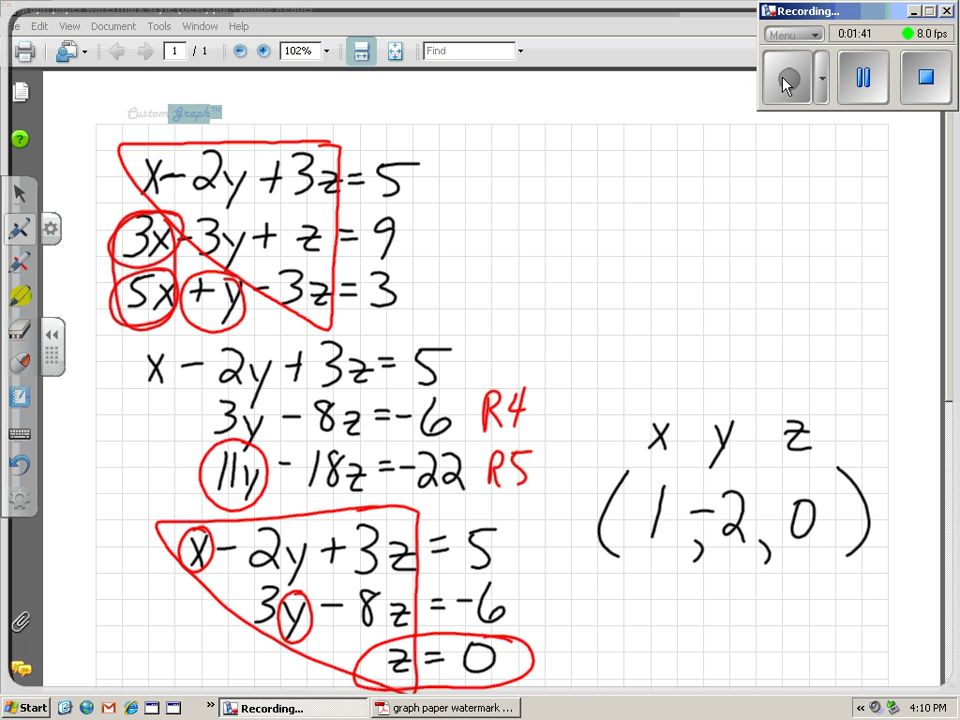 Edit View Document Tools Window Help
Recording...
Menu
0:01:41
8.0 fps
1 / 1
102%
Find
Custom Graph™
x - 2y + 3z = 5
3x - 3y + z = 9
5x + y - 3z = 3
x - 2y + 3z = 5
3y - 8z = -6 R4
11y - 18z = -22 R5
x y z
(1, -2, 0)
x - 2y + 3z = 5
3y - 8z = -6
z = 0
Start
Recording...
graph paper watermark ...
4:10 PM